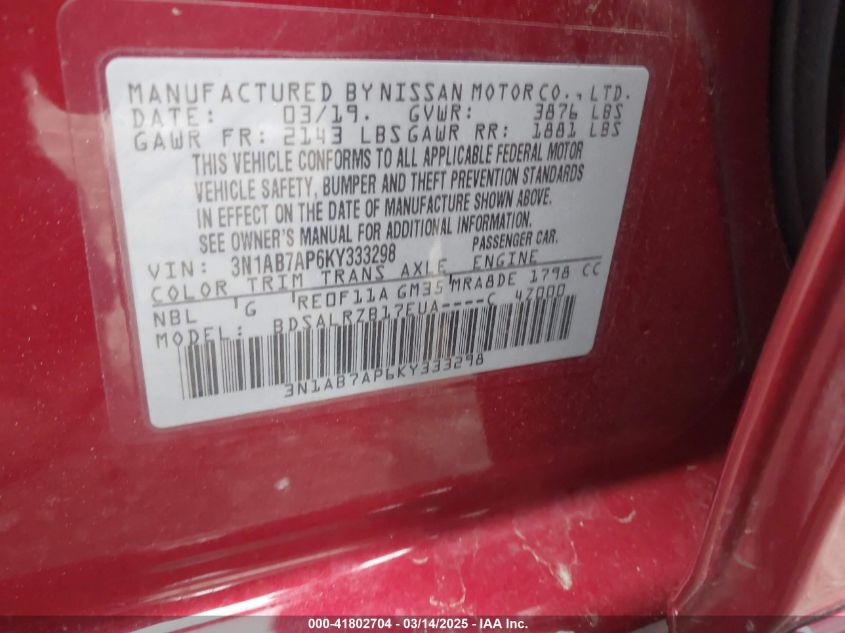 MANUFACTURED BY NISSAN MOTOR CO., LTD.
DATE: 03/19. GVWR: 3876 LBS
GAWR FR: 2143 LBS GAWR RR: 1881 LBS
THIS VEHICLE CONFORMS TO ALL APPLICABLE FEDERAL MOTOR
VEHICLE SAFETY, BUMPER AND THEFT PREVENTION STANDARDS
IN EFFECT ON THE DATE OF MANUFACTURE SHOWN ABOVE.
SEE OWNER'S MANUAL FOR ADDITIONAL INFORMATION.
VIN: 3N1AB7AP6KY333298 PASSENGER CAR.
COLOR TRIM TRANS AXLE ENGINE
NBL 'G 'RE0F11A GM35'MRA8DE 1798 CC
MODEL: BDSALRZB17EUA----C 4Z000
3N1AB7AP6KY333298
000-41802704 - 03/14/2025 - IAA Inc.